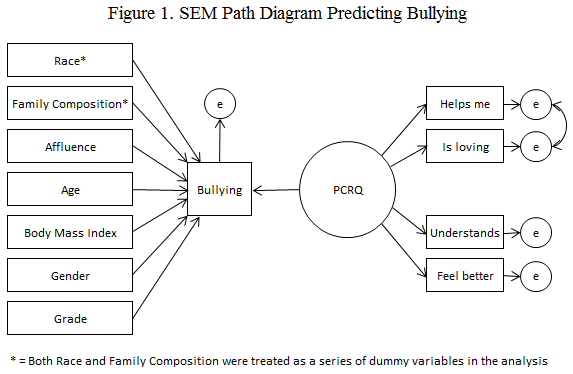 Figure 1. SEM Path Diagram Predicting Bullying
Race*
Family Composition*
Affluence
Age
Body Mass Index
Gender
Grade
e
Bullying
PCRQ
Helps me
e
Is loving
e
Understands
e
Feel better
e
* = Both Race and Family Composition were treated as a series of dummy variables in the analysis